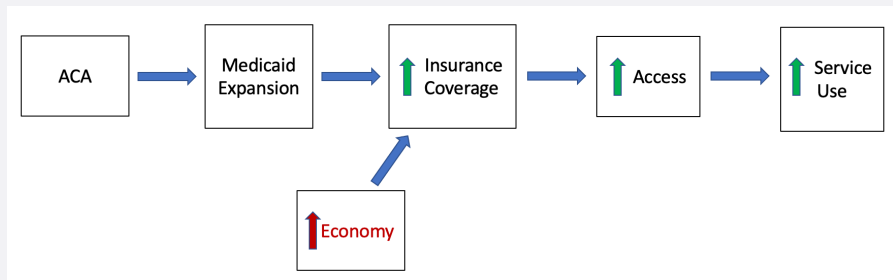 ACA
Medicaid
Expansion
Insurance
Coverage
Access
Service
Use
Economy